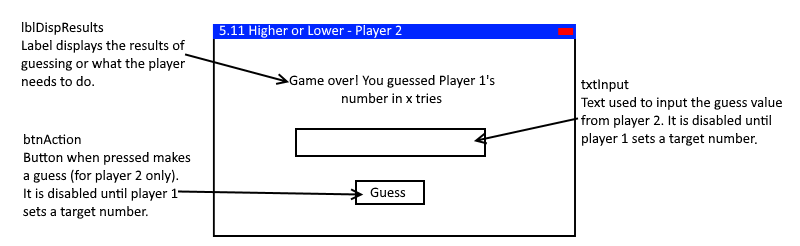 lblDispResults
Label displays the results of
guessing or what the player
needs to do.
5.11 Higher or Lower - Player 2
Game over! You guessed Player 1's
number in x tries
txtInput
Text used to input the guess value
from player 2. It is disabled until
player 1 sets a target number.
btnAction
Button when pressed makes
a guess (for player 2 only).
It is disabled until player 1
sets a target number.
Guess